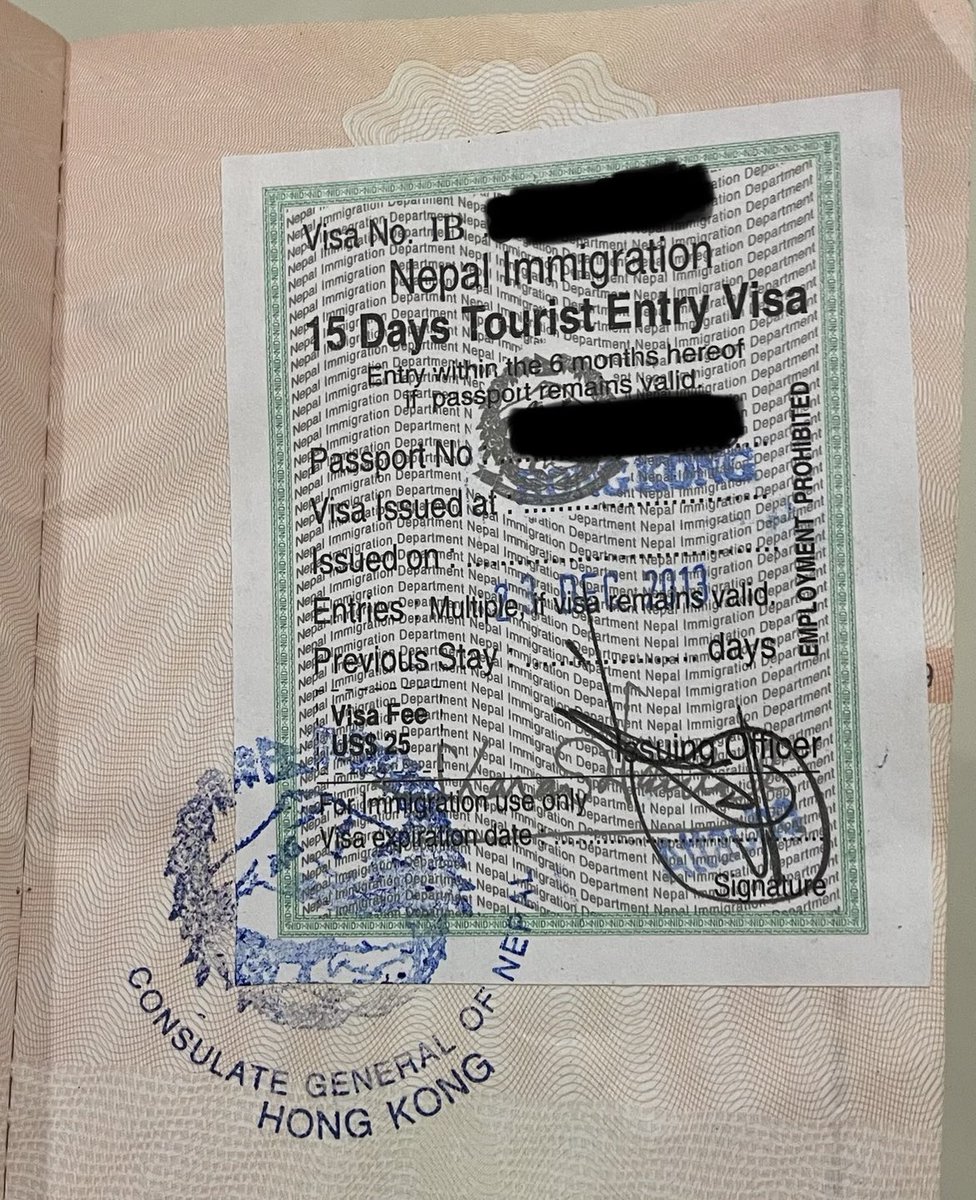 Visa No. 1B
Nepal Immigration
15 Days Tourist Entry Visa
Entry within the 6 months hereof
if passport remains valid.
Passport No
Visa Issued at HONG KONG
Issued on 23 DEC 2013
Entries Multiple, if visa remains valid.
Previous Stay days
EMPLOYMENT PROHIBITED
Visa Fee
US$ 25
Issuing Officer
For Immigration use only
Visa expiration date
Signature
CONSULATE GENERAL OF NEPAL
HONG KONG